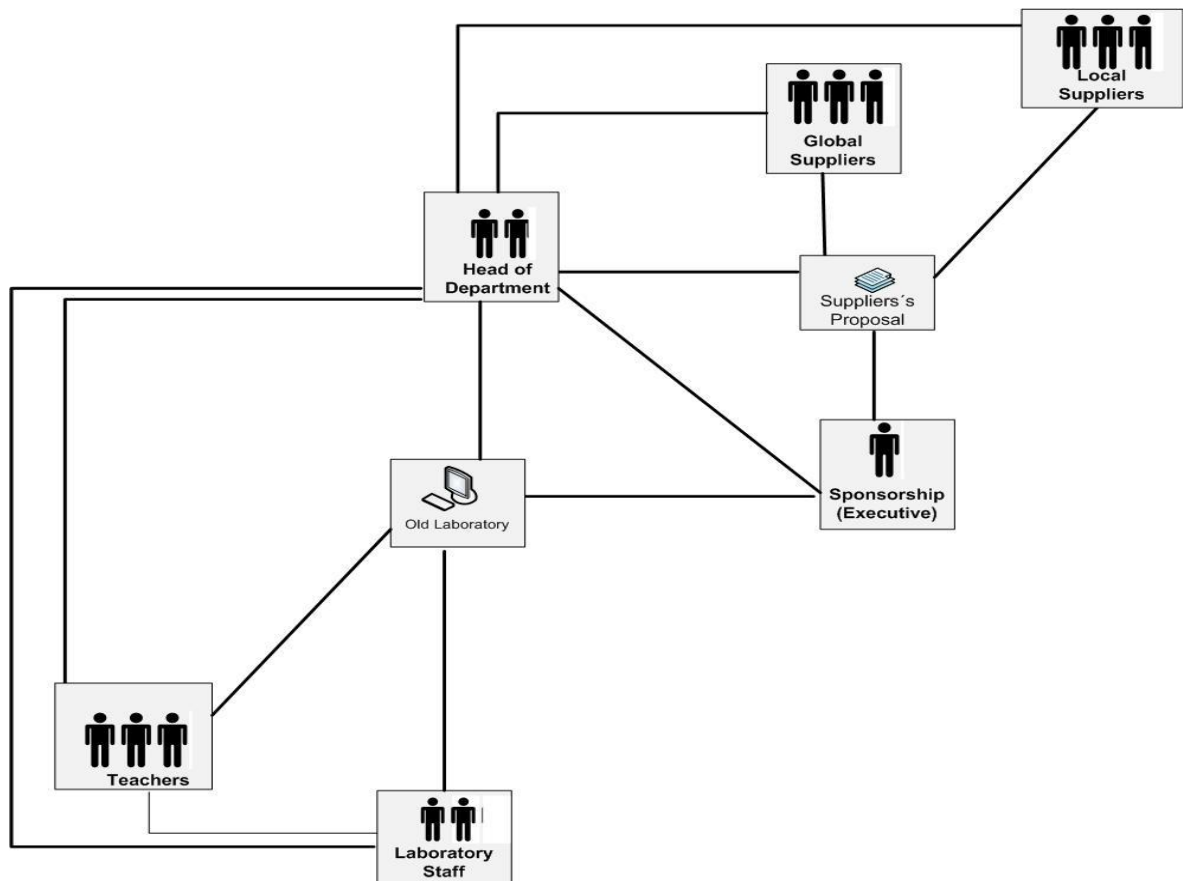 Local
Suppliers
Global
Suppliers
Head of
Department
Suppliers´s
Proposal
Sponsorship
(Executive)
Old Laboratory
Teachers
Laboratory
Staff